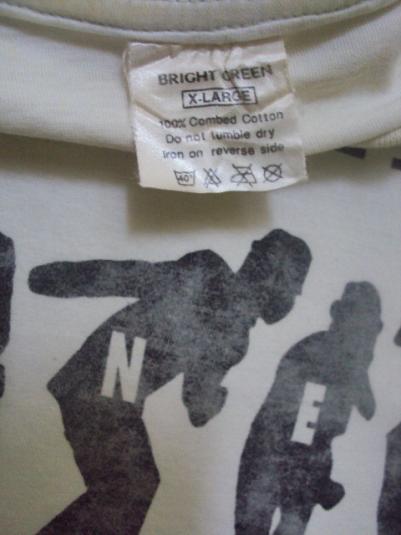 BRIGHT GREEN
X-LARGE
100% Combed Cotton
Do not tumble dry
Iron on reverse side
40°
N
E